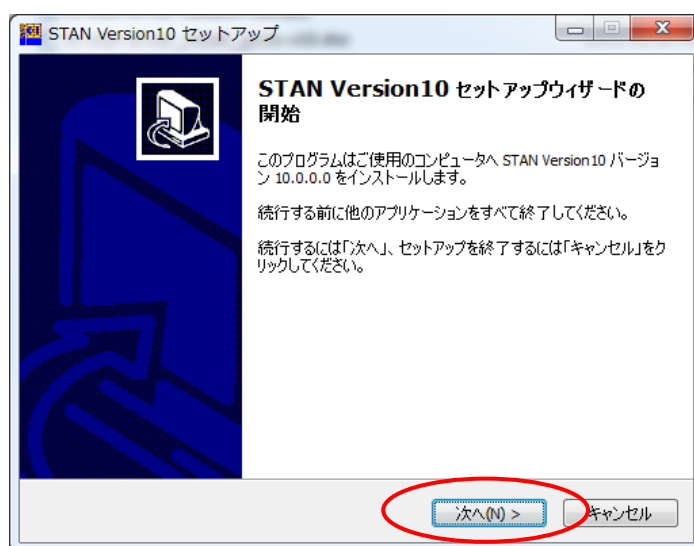 STAN Version10 セットアップ
STAN Version10 セットアップウィザードの
開始
このプログラムはご使用のコンピュータへ STAN Version10 バージョ
ン 10.0.0.0 をインストールします。
続行する前に他のアプリケーションをすべて終了してください。
続行するには「次へ」、セットアップを終了するには「キャンセル」をク
リックしてください。
次へ(N) >
キャンセル